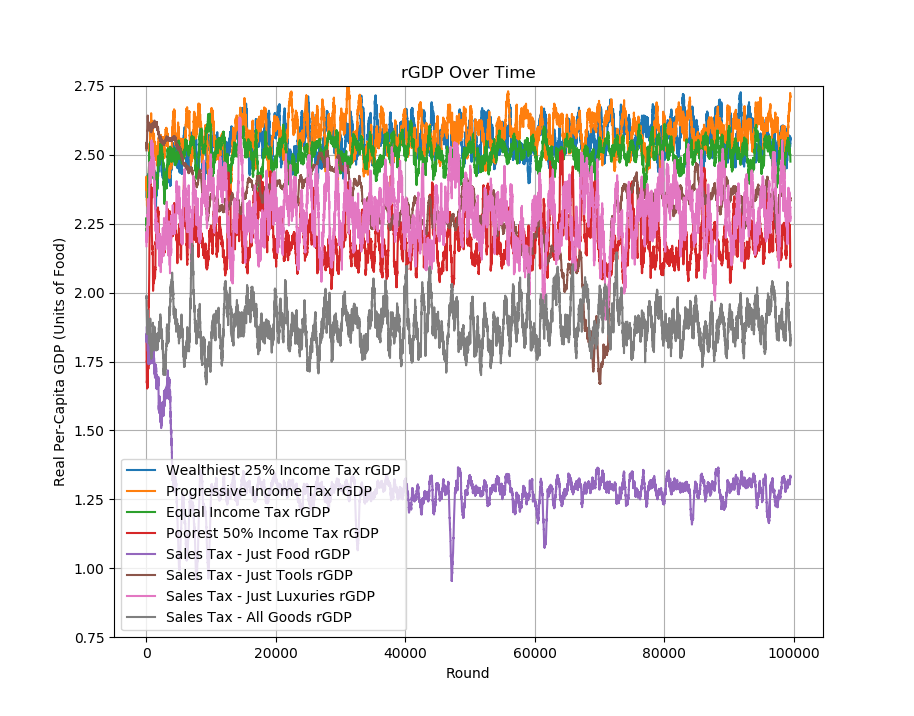 rGDP Over Time
2.75
2.50
2.25
2.00
1.75
1.50
1.25
1.00
0.75
Real Per-Capita GDP (Units of Food)
Wealthiest 25% Income Tax rGDP
Progressive Income Tax rGDP
Equal Income Tax rGDP
Poorest 50% Income Tax rGDP
Sales Tax - Just Food rGDP
Sales Tax - Just Tools rGDP
Sales Tax - Just Luxuries rGDP
Sales Tax - All Goods rGDP
0 20000 40000 60000 80000 100000
Round